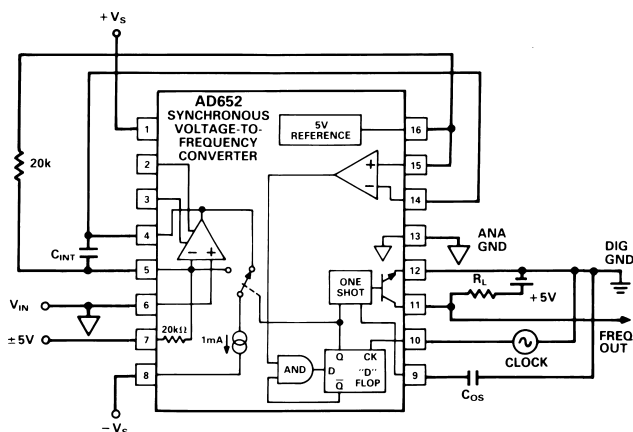 + VS
AD652
SYNCHRONOUS
VOLTAGE-TO-
FREQUENCY
CONVERTER
5V
REFERENCE
1
2
3
4
5
6
7
8
16
15
14
13
12
11
10
9
20k
CINT
VIN
±5V
− VS
20kΩ
1mA
+
−
−
+
AND
ONE
SHOT
Q
CK
D
"D"
Q̅
FLOP
ANA
GND
DIG
GND
RL
+5V
FREQ
OUT
CLOCK
COS